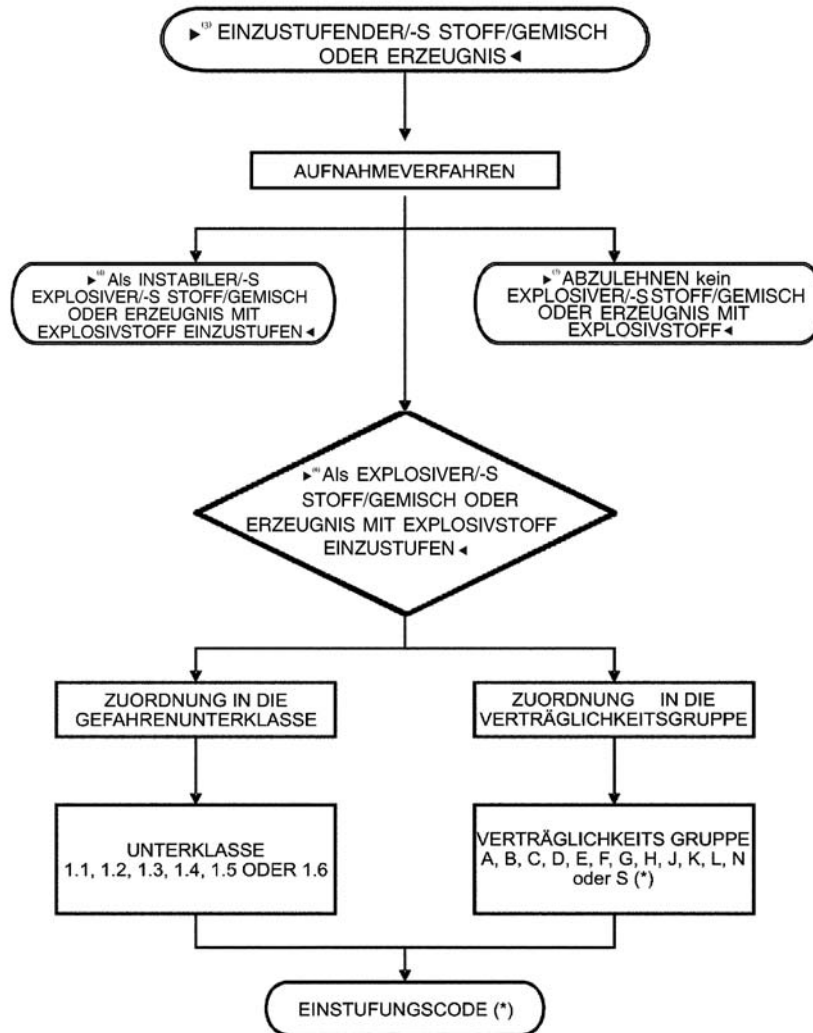 ►⁽³⁾ EINZUSTUFENDER/-S STOFF/GEMISCH
ODER ERZEUGNIS◄
AUFNAHMEVERFAHREN
► Als INSTABILER/-S
EXPLOSIVER/-S STOFF/GEMISCH
ODER ERZEUGNIS MIT
EXPLOSIVSTOFF EINZUSTUFEN◄
► ABZULEHNEN kein
EXPLOSIVER/-S STOFF/GEMISCH
ODER ERZEUGNIS MIT
EXPLOSIVSTOFF◄
► Als EXPLOSIVER/-S
STOFF/GEMISCH ODER
ERZEUGNIS MIT EXPLOSIVSTOFF
EINZUSTUFEN◄
ZUORDNUNG IN DIE
GEFAHRENUNTERKLASSE
ZUORDNUNG IN DIE
VERTRÄGLICHKEITSGRUPPE
UNTERKLASSE
1.1, 1.2, 1.3, 1.4, 1.5 ODER 1.6
VERTRÄGLICHKEITS GRUPPE
A, B, C, D, E, F, G, H, J, K, L, N
oder S (*)
EINSTUFUNGSCODE (*)